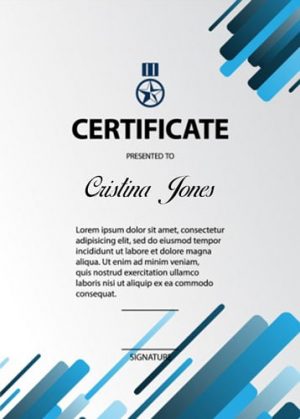 CERTIFICATE
PRESENTED TO
Cristina Jones
Lorem ipsum dolor sit amet, consectetur
adipisicing elit, sed do eiusmod tempor
incididunt ut labore et dolore magna
aliqua. Ut enim ad minim veniam, quis
nostrud exercitation ullamco laboris nisi
ut aliquip ex ea commodo
consequat.
SIGNATURE